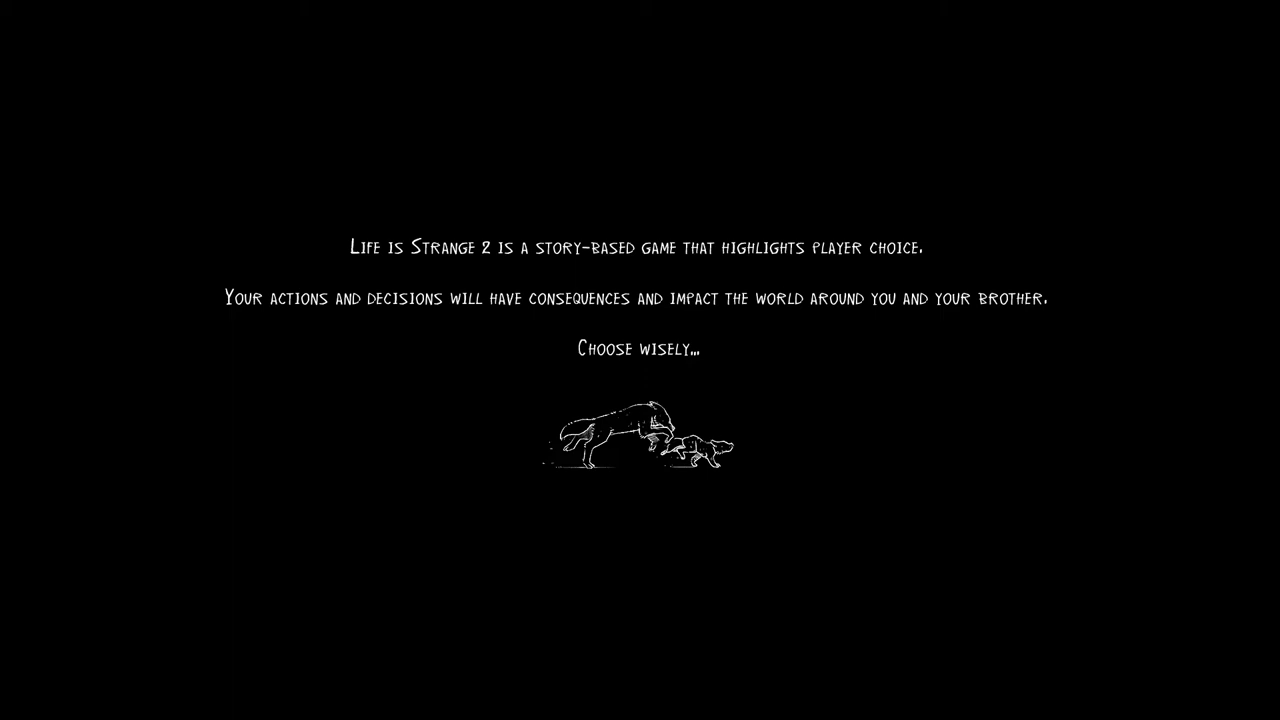 Life is Strange 2 is a story-based game that highlights player choice.
Your actions and decisions will have consequences and impact the world around you and your brother.
Choose wisely...